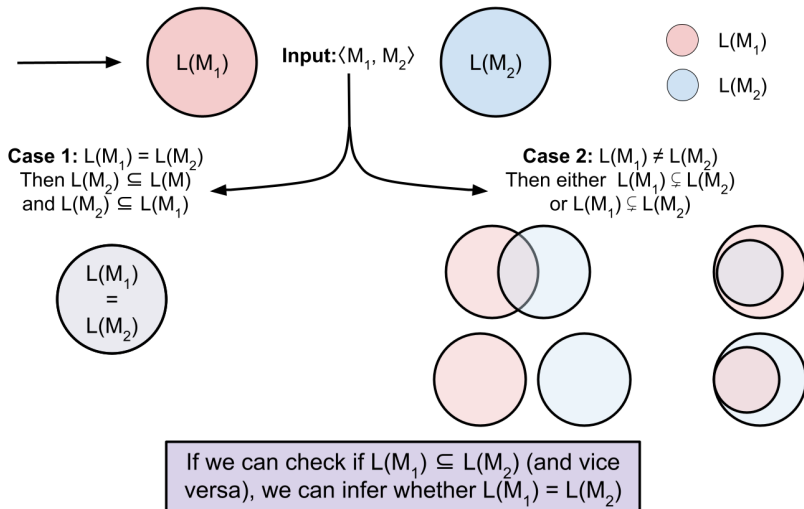 L(M₁)
Input:⟨M₁, M₂⟩
L(M₂)
L(M₁)
L(M₂)
Case 1: L(M₁) = L(M₂)
Then L(M₂) ⊆ L(M)
and L(M₂) ⊆ L(M₁)
Case 2: L(M₁) ≠ L(M₂)
Then either L(M₁) ⊊ L(M₂)
or L(M₁) ⊊ L(M₂)
L(M₁)
=
L(M₂)
If we can check if L(M₁) ⊆ L(M₂) (and vice
versa), we can infer whether L(M₁) = L(M₂)